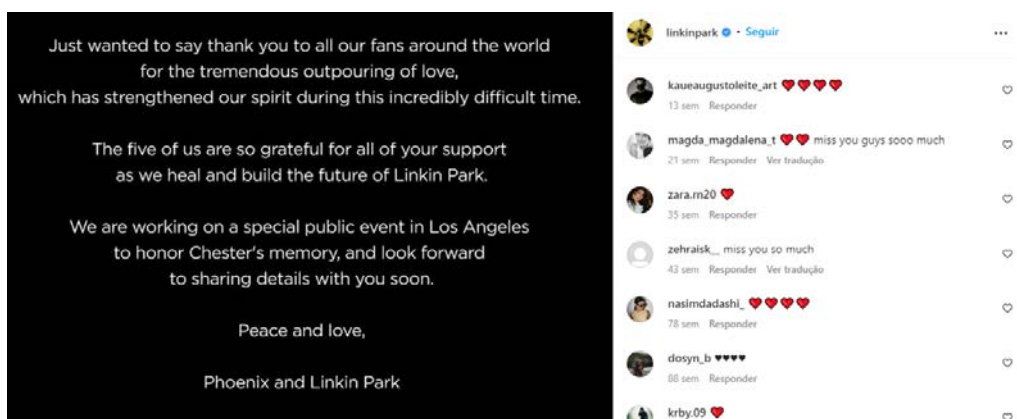 Just wanted to say thank you to all our fans around the world
for the tremendous outpouring of love,
which has strengthened our spirit during this incredibly difficult time.
The five of us are so grateful for all of your support
as we heal and build the future of Linkin Park.
We are working on a special public event in Los Angeles
to honor Chester's memory, and look forward
to sharing details with you soon.
Peace and love,
Phoenix and Linkin Park
linkinpark • Seguir
kaueaugustoleite_art ❤️❤️❤️❤️
13 sem Responder
magda_magdalena_t ❤️❤️ miss you guys sooo much
21 sem Responder Ver tradução
zara.m20 ❤️
35 sem Responder
zehraisk__ miss you so much
43 sem Responder Ver tradução
nasimdadashi_ ❤️❤️❤️❤️
78 sem Responder
dosyn_b ♥♥♥♥
88 sem Responder
krby.09 ❤️